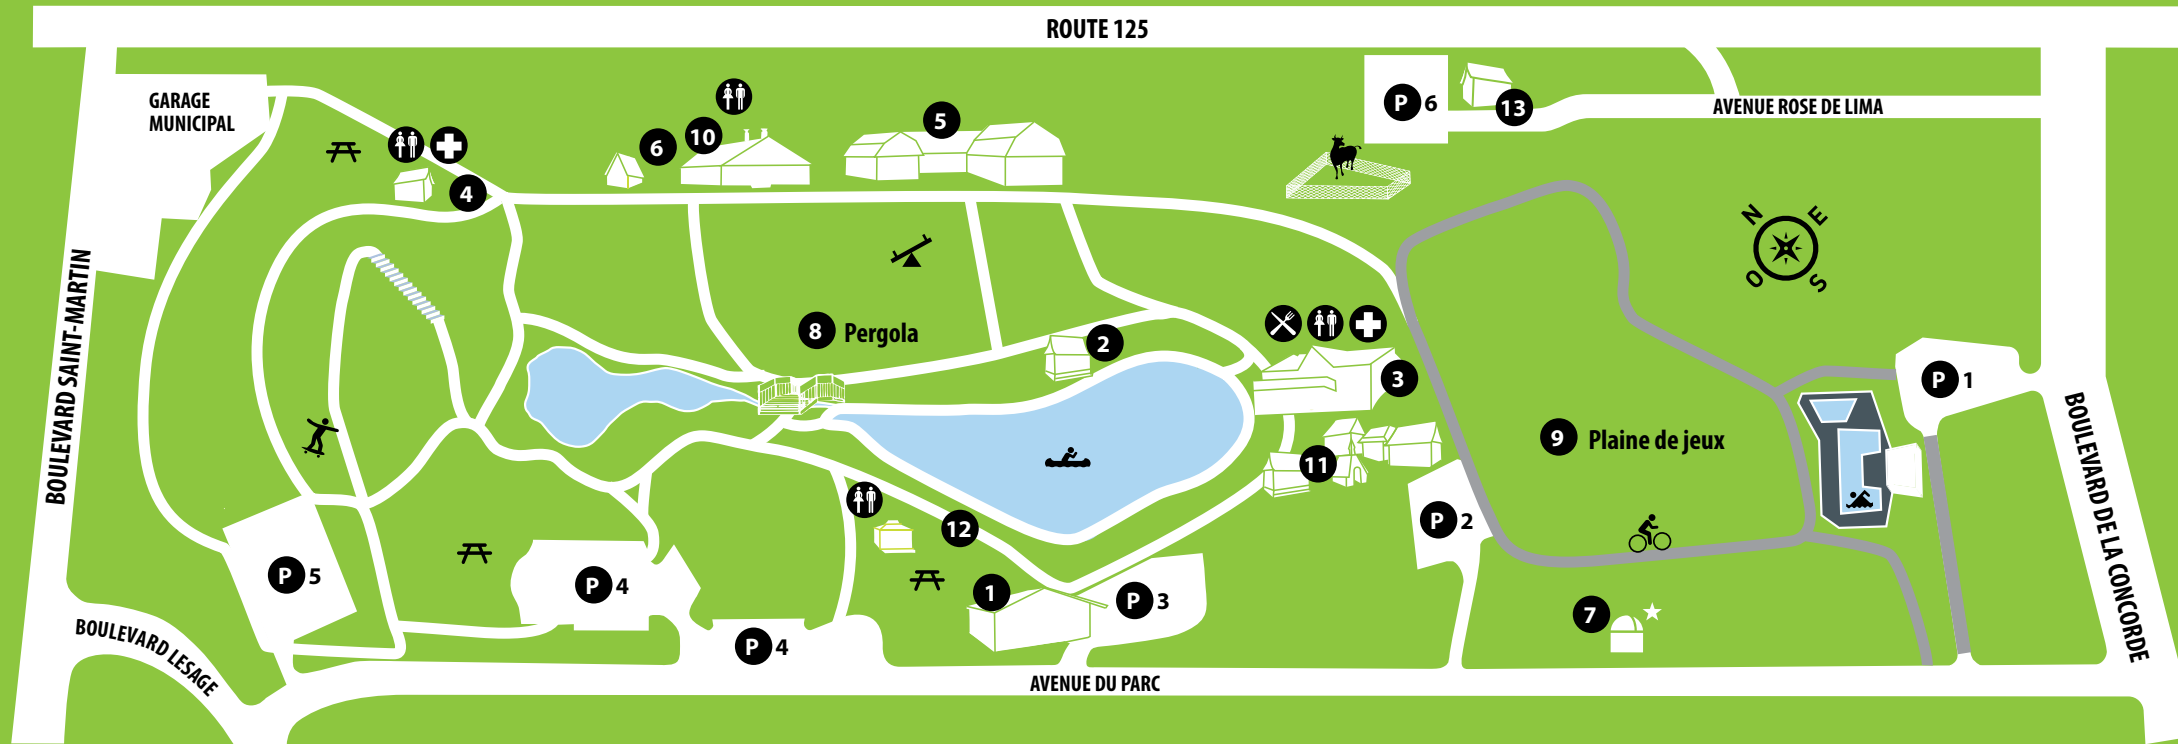 ROUTE 125
GARAGE
MUNICIPAL
P 6
13
AVENUE ROSE DE LIMA
5
10
6
4
N
E
O
S
BOULEVARD SAINT-MARTIN
8 Pergola
2
3
P 1
9 Plaine de jeux
11
P 2
12
BOULEVARD DE LA CONCORDE
P 5
P 4
1
P 3
7
BOULEVARD LESAGE
P 4
AVENUE DU PARC